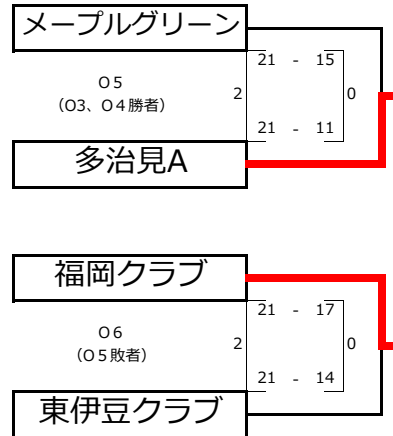 メープルグリーン
21 - 15
O5
(O3、O4勝者)
2
0
21 - 11
多治見A
福岡クラブ
21 - 17
O6
(O5敗者)
2
0
21 - 14
東伊豆クラブ